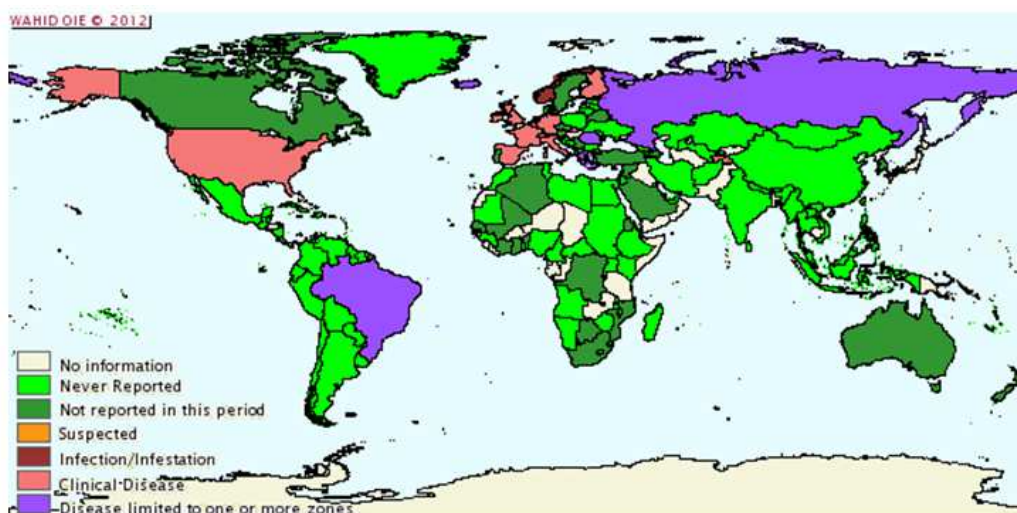 WAHID OIE © 2012
No information
Never Reported
Not reported in this period
Suspected
Infection/Infestation
Clinical Disease
Disease limited to one or more zones